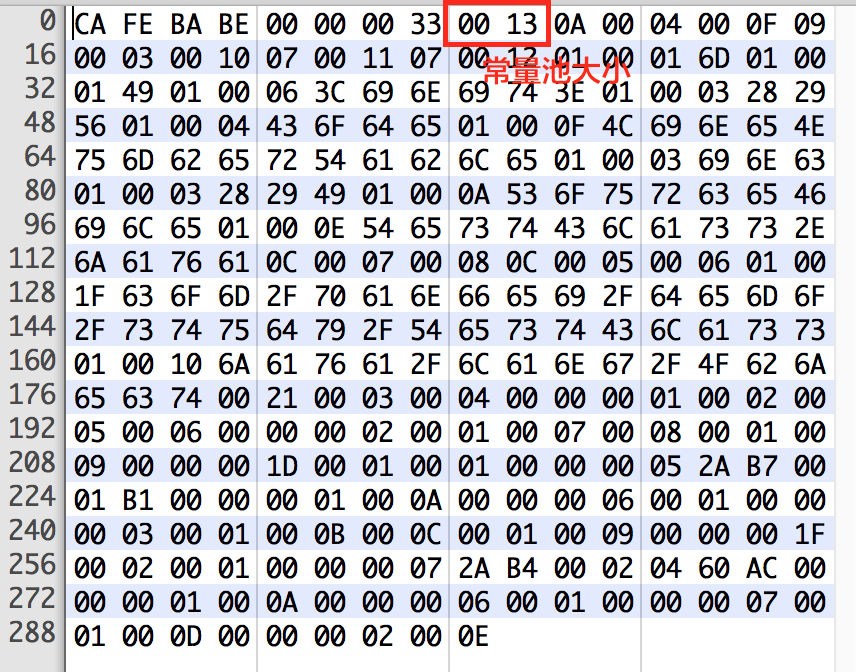 0 CA FE BA BE 00 00 00 33 00 13 0A 00 04 00 0F 09
16 00 03 00 10 07 00 11 07 00 12 01 00 01 6D 01 00
常量池大小
32 01 49 01 00 06 3C 69 6E 69 74 3E 01 00 03 28 29
48 56 01 00 04 43 6F 64 65 01 00 0F 4C 69 6E 65 4E
64 75 6D 62 65 72 54 61 62 6C 65 01 00 03 69 6E 63
80 01 00 03 28 29 49 01 00 0A 53 6F 75 72 63 65 46
96 69 6C 65 01 00 0E 54 65 73 74 43 6C 61 73 73 2E
112 6A 61 76 61 0C 00 07 00 08 0C 00 05 00 06 01 00
128 1F 63 6F 6D 2F 70 61 6E 66 65 69 2F 64 65 6D 6F
144 2F 73 74 75 64 79 2F 54 65 73 74 43 6C 61 73 73
160 01 00 10 6A 61 76 61 2F 6C 61 6E 67 2F 4F 62 6A
176 65 63 74 00 21 00 03 00 04 00 00 00 01 00 02 00
192 05 00 06 00 00 00 02 00 01 00 07 00 08 00 01 00
208 09 00 00 00 1D 00 01 00 01 00 00 00 05 2A B7 00
224 01 B1 00 00 00 01 00 0A 00 00 00 06 00 01 00 00
240 00 03 00 01 00 0B 00 0C 00 01 00 09 00 00 00 1F
256 00 02 00 01 00 00 00 07 2A B4 00 02 04 60 AC 00
272 00 00 01 00 0A 00 00 00 06 00 01 00 00 00 07 00
288 01 00 0D 00 00 00 02 00 0E